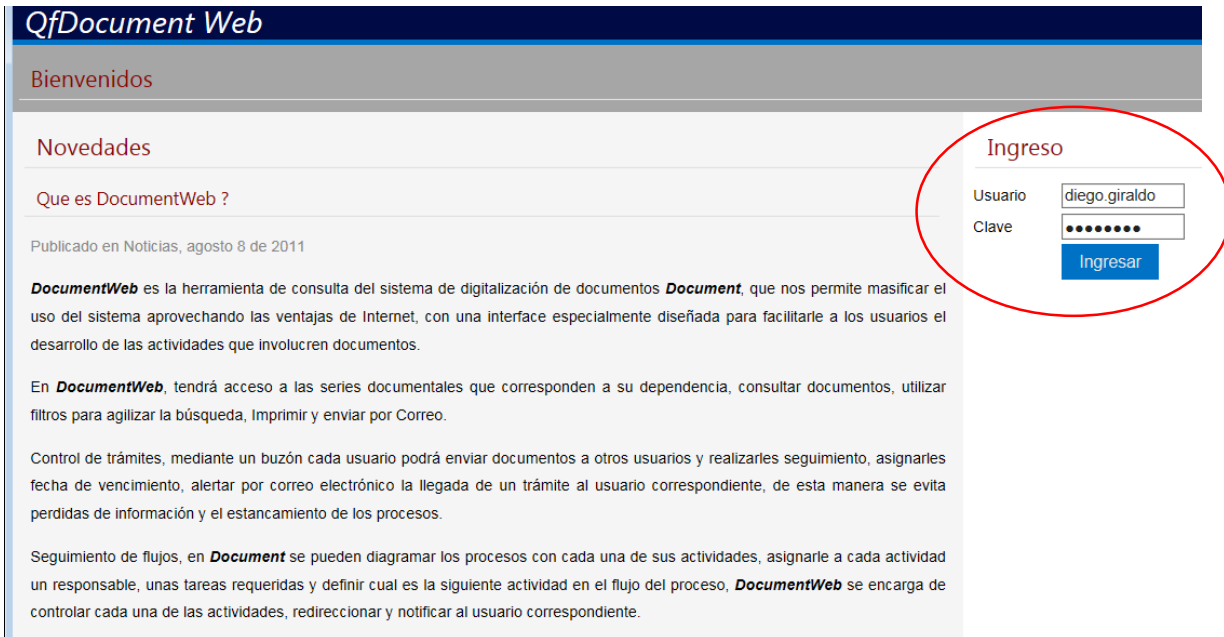 QfDocument Web
Bienvenidos
Novedades
Que es DocumentWeb ?
Publicado en Noticias, agosto 8 de 2011
DocumentWeb es la herramienta de consulta del sistema de digitalización de documentos Document, que nos permite masificar el
uso del sistema aprovechando las ventajas de Internet, con una interface especialmente diseñada para facilitarle a los usuarios el
desarrollo de las actividades que involucren documentos.
En DocumentWeb, tendrá acceso a las series documentales que corresponden a su dependencia, consultar documentos, utilizar
filtros para agilizar la búsqueda, Imprimir y enviar por Correo.
Control de trámites, mediante un buzón cada usuario podrá enviar documentos a otros usuarios y realizarles seguimiento, asignarles
fecha de vencimiento, alertar por correo electrónico la llegada de un trámite al usuario correspondiente, de esta manera se evita
perdidas de información y el estancamiento de los procesos.
Seguimiento de flujos, en Document se pueden diagramar los procesos con cada una de sus actividades, asignarle a cada actividad
un responsable, unas tareas requeridas y definir cual es la siguiente actividad en el flujo del proceso, DocumentWeb se encarga de
controlar cada una de las actividades, redireccionar y notificar al usuario correspondiente.
Ingreso
Usuario diego.giraldo
Clave ●●●●●●●●
Ingresar